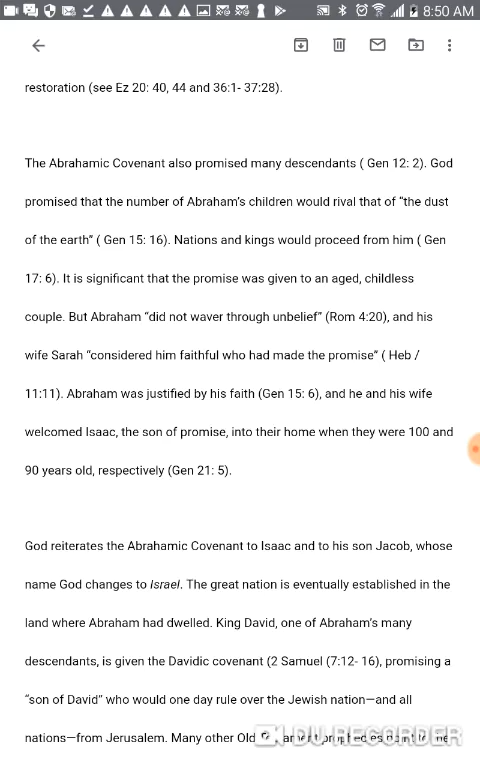 8:50 AM
restoration (see Ez 20: 40, 44 and 36:1- 37:28).
The Abrahamic Covenant also promised many descendants ( Gen 12: 2). God
promised that the number of Abraham's children would rival that of “the dust
of the earth” ( Gen 15: 16). Nations and kings would proceed from him ( Gen
17: 6). It is significant that the promise was given to an aged, childless
couple. But Abraham “did not waver through unbelief” (Rom 4:20), and his
wife Sarah “considered him faithful who had made the promise” ( Heb /
11:11). Abraham was justified by his faith (Gen 15: 6), and he and his wife
welcomed Isaac, the son of promise, into their home when they were 100 and
90 years old, respectively (Gen 21: 5).
God reiterates the Abrahamic Covenant to Isaac and to his son Jacob, whose
name God changes to Israel. The great nation is eventually established in the
land where Abraham had dwelled. King David, one of Abraham's many
descendants, is given the Davidic covenant (2 Samuel (7:12- 16), promising a
“son of David” who would one day rule over the Jewish nation—and all
nations—from Jerusalem. Many other Old
DU RECORDER